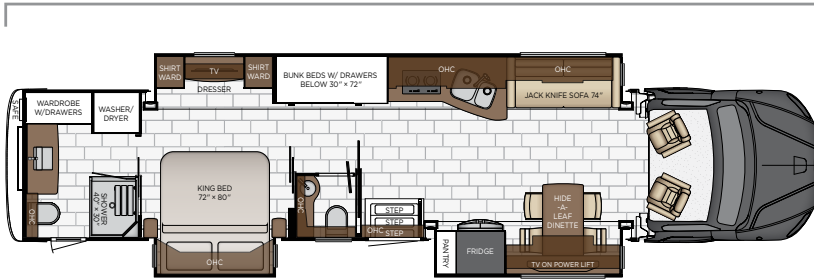 SHIRT
WARD
TV
SHIRT
WARD
DRESSER
BUNK BEDS W/ DRAWERS
BELOW 30" × 72"
OHC
OHC
JACK KNIFE SOFA 74"
SAFE
WARDROBE
W/DRAWERS
WASHER/
DRYER
OHC
SHOWER
40" × 30"
KING BED
72" × 80"
OHC
OHC
STEP
STEP
STEP
OHC
PANTRY
FRIDGE
HIDE
-A-
LEAF
DINETTE
TV ON POWER LIFT